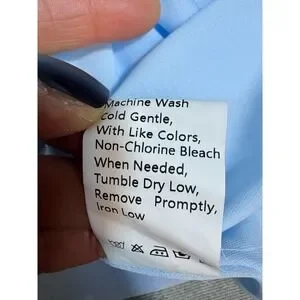 Machine Wash
Cold Gentle,
With Like Colors,
Non-Chlorine Bleach
When Needed,
Tumble Dry Low,
Remove Promptly,
Iron Low